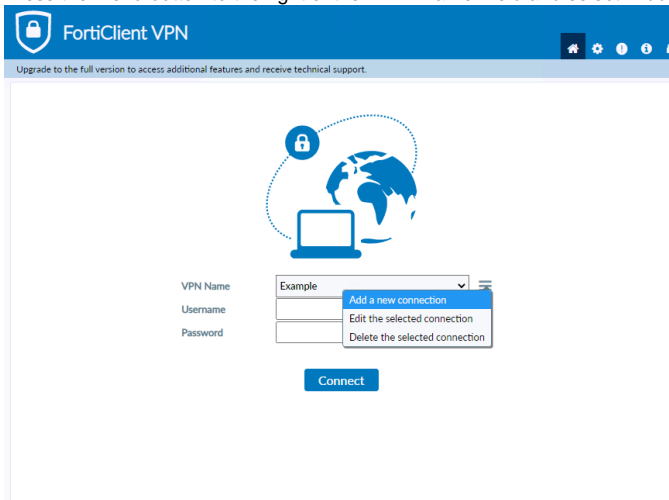 FortiClient VPN
Upgrade to the full version to access additional features and receive technical support.
VPN Name
Example
Add a new connection
Username
Edit the selected connection
Password
Delete the selected connection
Connect